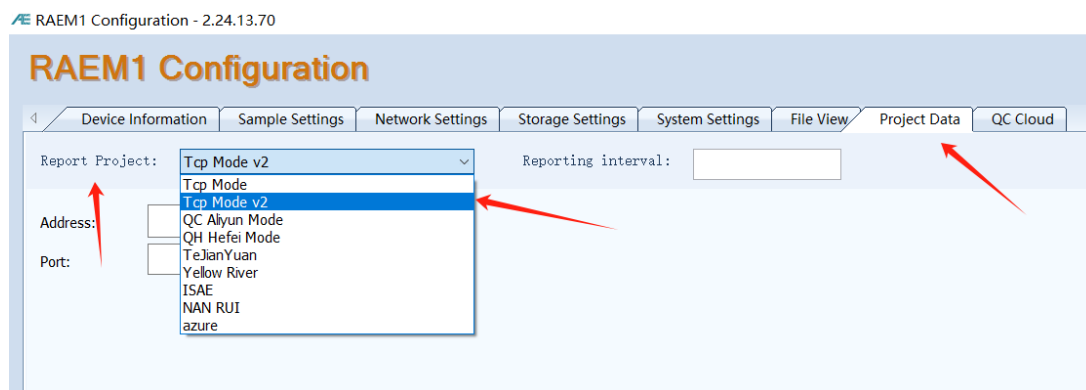 RAEM1 Configuration - 2.24.13.70
RAEM1 Configuration
Device Information Sample Settings Network Settings Storage Settings System Settings File View Project Data QC Cloud
Report Project: Tcp Mode v2 Reporting interval:
Tcp Mode
Tcp Mode v2
Address:
QC Aliyun Mode
QH Hefei Mode
Port:
TeJianYuan
Yellow River
ISAE
NAN RUI
azure